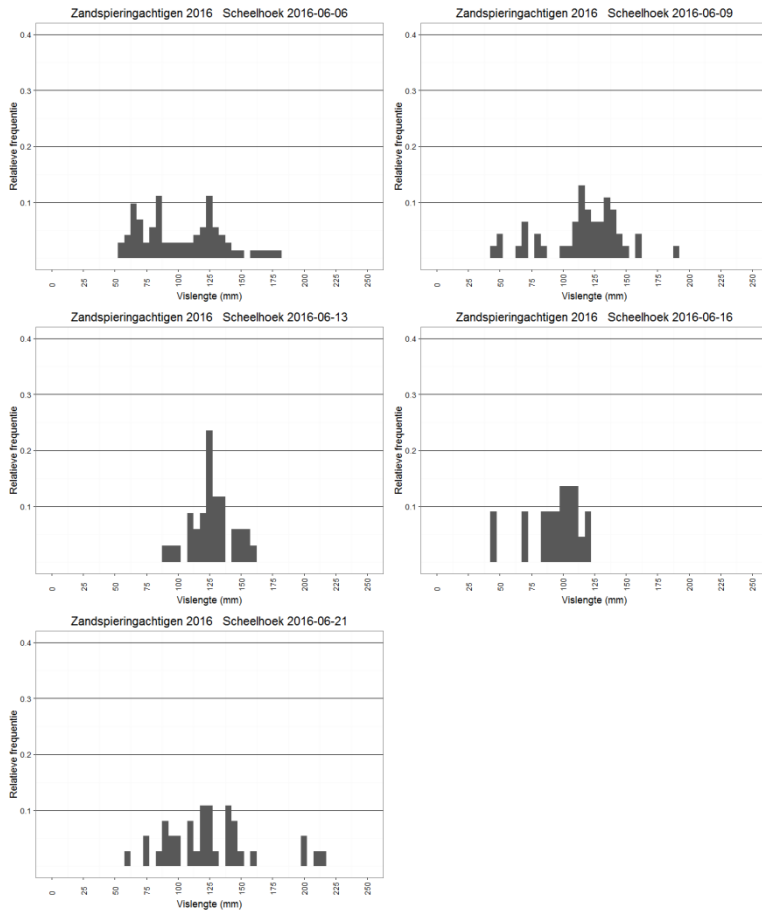 Zandspieringachtigen 2016 Scheelhoek 2016-06-06
0.4
0.3
0.2
0.1
Relatieve frequentie
0 25 50 75 100 125 150 175 200 225 250
Vislengte (mm)
Zandspieringachtigen 2016 Scheelhoek 2016-06-09
0.4
0.3
0.2
0.1
Relatieve frequentie
0 25 50 75 100 125 150 175 200 225 250
Vislengte (mm)
Zandspieringachtigen 2016 Scheelhoek 2016-06-13
0.4
0.3
0.2
0.1
Relatieve frequentie
0 25 50 75 100 125 150 175 200 225 250
Vislengte (mm)
Zandspieringachtigen 2016 Scheelhoek 2016-06-16
0.4
0.3
0.2
0.1
Relatieve frequentie
0 25 50 75 100 125 150 175 200 225 250
Vislengte (mm)
Zandspieringachtigen 2016 Scheelhoek 2016-06-21
0.4
0.3
0.2
0.1
Relatieve frequentie
0 25 50 75 100 125 150 175 200 225 250
Vislengte (mm)